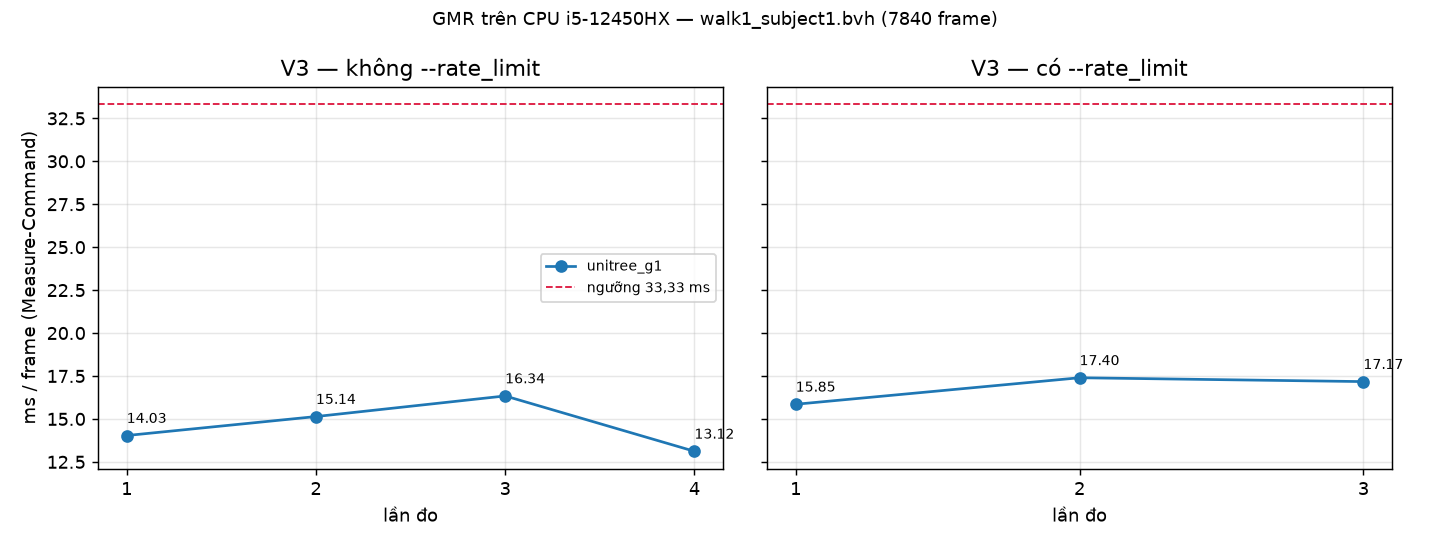 GMR trên CPU i5-12450HX — walk1_subject1.bvh (7840 frame)
V3 — không --rate_limit
ms / frame (Measure-Command)
32.5
30.0
27.5
25.0
22.5
20.0
17.5
15.0
12.5
14.03
15.14
16.34
13.12
unitree_g1
ngưỡng 33,33 ms
1
2
3
4
lần đo
V3 — có --rate_limit
15.85
17.40
17.17
1
2
3
lần đo